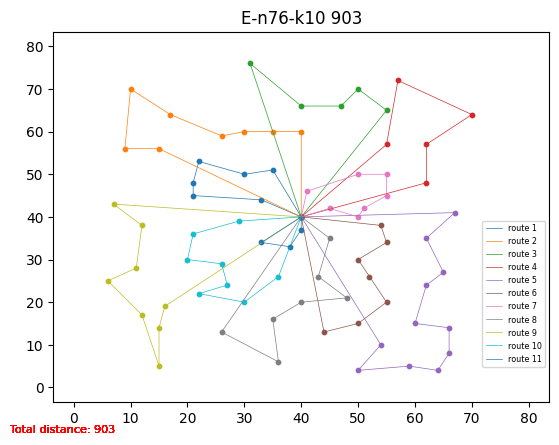 E-n76-k10 903
80
70
60
50
40
30
20
10
0
0 10 20 30 40 50 60 70 80
route 1
route 2
route 3
route 4
route 5
route 6
route 7
route 8
route 9
route 10
route 11
Total distance: 903